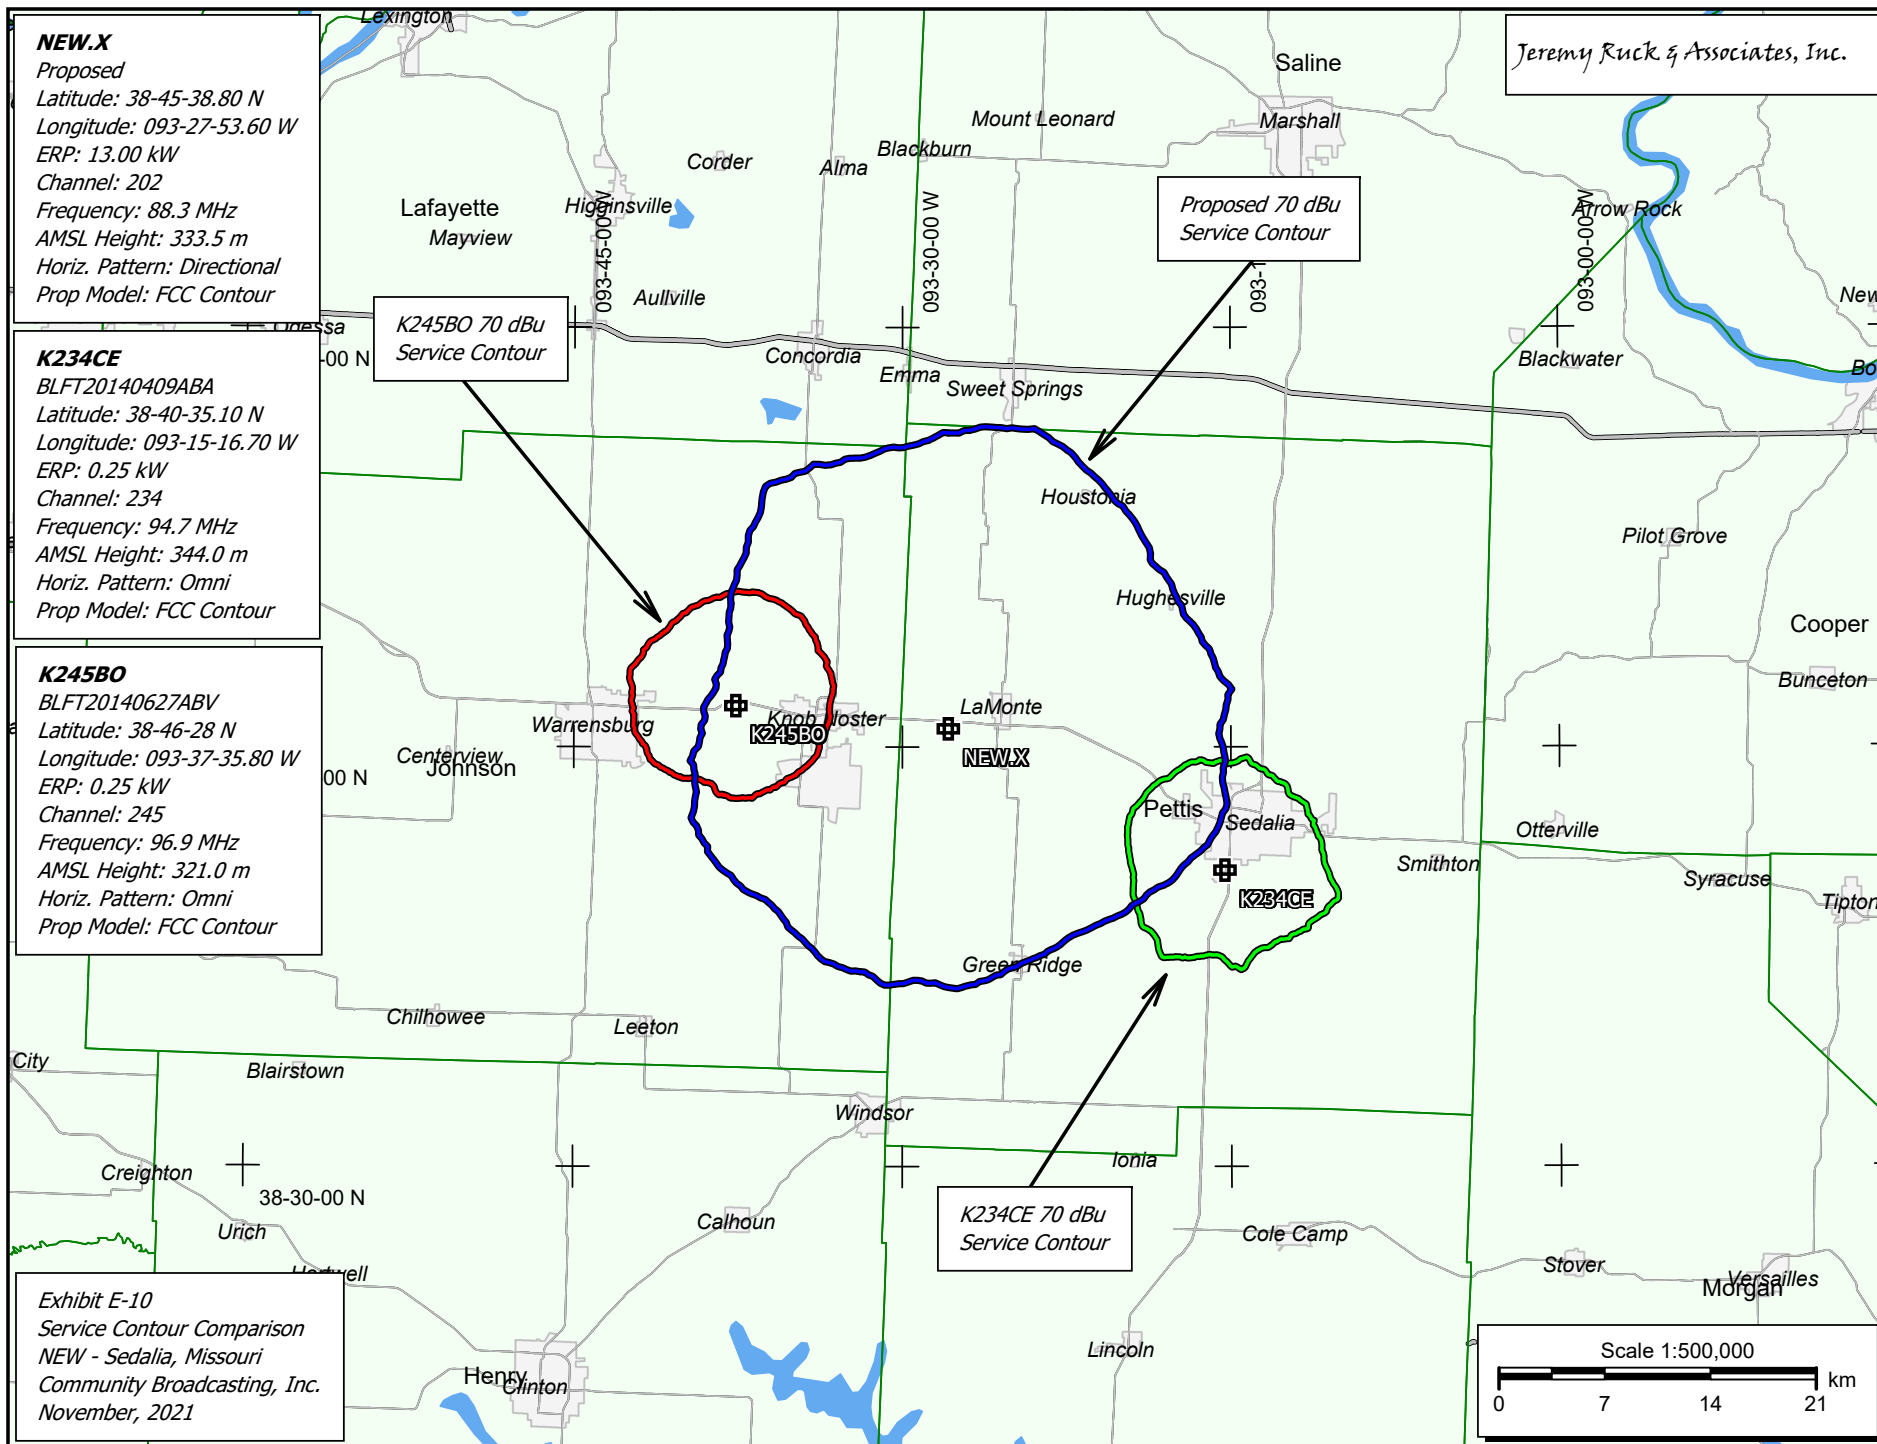 NEW.X
Proposed
Latitude: 38-45-38.80 N
Longitude: 093-27-53.60 W
ERP: 13.00 kW
Channel: 202
Frequency: 88.3 MHz
AMSL Height: 333.5 m
Horiz. Pattern: Directional
Prop Model: FCC Contour
K234CE
BLFT20140409ABA
Latitude: 38-40-35.10 N
Longitude: 093-15-16.70 W
ERP: 0.25 kW
Channel: 234
Frequency: 94.7 MHz
AMSL Height: 344.0 m
Horiz. Pattern: Omni
Prop Model: FCC Contour
K245BO
BLFT20140627ABV
Latitude: 38-46-28 N
Longitude: 093-37-35.80 W
ERP: 0.25 kW
Channel: 245
Frequency: 96.9 MHz
AMSL Height: 321.0 m
Horiz. Pattern: Omni
Prop Model: FCC Contour
Exhibit E-10
Service Contour Comparison
NEW - Sedalia, Missouri
Community Broadcasting, Inc.
November, 2021
Jeremy Ruck & Associates, Inc.
Lexington
Saline
Mount Leonard
Marshall
Blackburn
Corder
Alma
Lafayette
Higginsville
Mayview
Arrow Rock
093-45-00 W
093-30-00 W
093-1
093-00-00 W
Proposed 70 dBu
Service Contour
K245BO 70 dBu
Service Contour
Aullville
New
Odessa
-00 N
Concordia
Emma
Sweet Springs
Blackwater
Bo
Houstonia
Pilot Grove
Hughesville
Cooper
Bunceton
LaMonte
Knob Noster
Warrensburg
K245BO
NEW.X
Centerview
Johnson
00 N
Pettis
Sedalia
Otterville
Smithton
Syracuse
K234CE
Tipton
Green Ridge
Chilhowee
Leeton
City
Blairstown
Windsor
Ionia
Creighton
38-30-00 N
Urich
Calhoun
K234CE 70 dBu
Service Contour
Cole Camp
Stover
Versailles
Morgan
Hartwell
Lincoln
Henry
Clinton
Scale 1:500,000
km
0 7 14 21